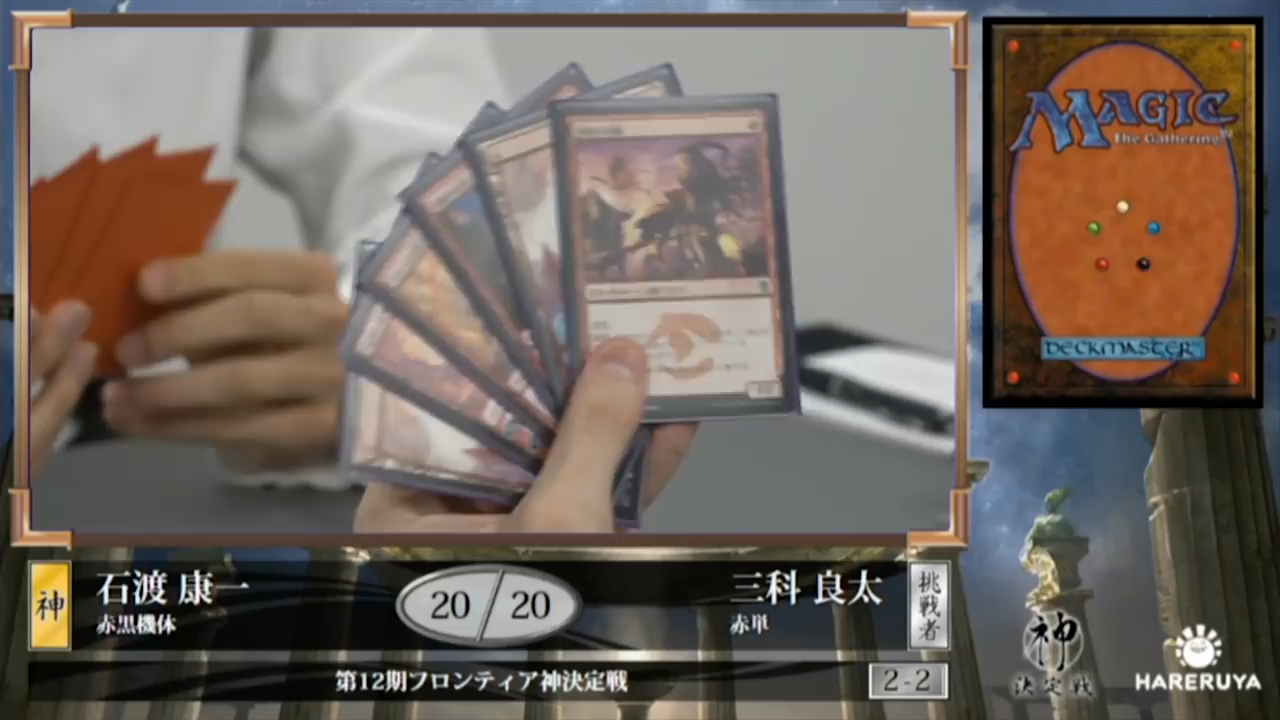 MAGIC
The Gathering
DECKMASTER
神
石渡 康一
赤黒機体
20 / 20
三科 良太
赤単
挑戦者
第12期フロンティア神決定戦
2-2
神
決定戦
HARERUYA